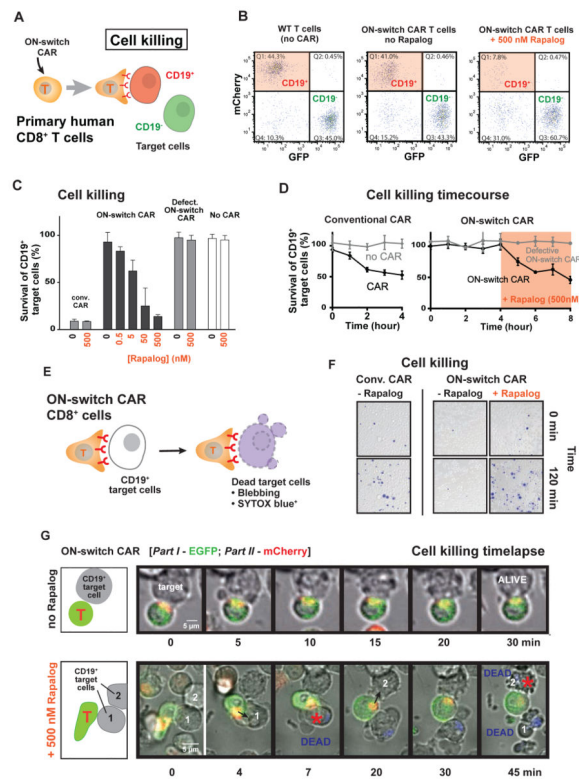 A
ON-switch
CAR
Cell killing
T
T
CD19⁺
CD19⁻
Target cells
Primary human
CD8⁺ T cells
B
WT T cells
(no CAR)
ON-switch CAR T cells
no Rapalog
ON-switch CAR T cells
+ 500 nM Rapalog
Q1: 44.3%
Q2: 0.45%
CD19⁺
CD19⁻
Q4: 10.3%
Q3: 45.0%
Q1: 41.0%
Q2: 0.46%
CD19⁺
CD19⁻
Q4: 15.2%
Q3: 43.3%
Q1: 7.8%
Q2: 0.47%
CD19⁺
CD19⁻
Q4: 31.0%
Q3: 60.7%
mCherry
GFP
GFP
GFP
C
Cell killing
ON-switch CAR
Defect.
ON-switch
CAR
No CAR
conv.
CAR
Survival of CD19⁺
target cells (%)
100
50
0
0
500
0
0.5
5
50
500
0
500
0
500
[Rapalog] (nM)
D
Cell killing timecourse
Conventional CAR
ON-switch CAR
Survival of CD19⁺
target cells (%)
100
50
0
no CAR
CAR
0
2
4
Time (hour)
100
50
0
Defective
ON-switch CAR
ON-switch CAR
+ Rapalog (500nM
0
2
4
6
8
Time (hour)
E
ON-switch CAR
CD8⁺ cells
T
T
CD19⁺
target cells
Dead target cells
• Blebbing
• SYTOX blue⁺
F
Cell killing
Conv. CAR
- Rapalog
ON-switch CAR
- Rapalog
+ Rapalog
0 min
120 min
Time
G
ON-switch CAR [Part I - EGFP; Part II - mCherry]
Cell killing timelapse
no Rapalog
CD19⁺
target
cell
T
target
5 µm
ALIVE
0
5
10
15
20
30 min
+ 500 nM Rapalog
CD19⁺
target
cells
2
T
1
2
1
5 µm
2
1
*
DEAD
2
1
DEAD
2
*
1
DEAD
0
4
7
20
30
45 min